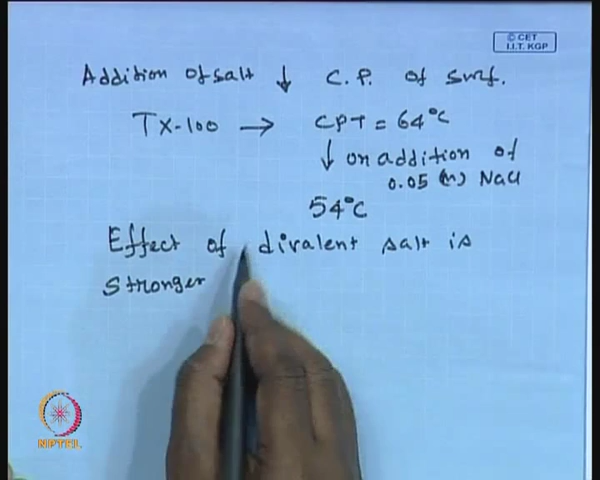 © CET
I.I.T. KGP
Addition of salt ↓ C.P. of surf.
TX-100 → CPT = 64°C
↓ on addition of
0.05 (M) NaCl
54°C
Effect of divalent salt is
stronger
NPTEL